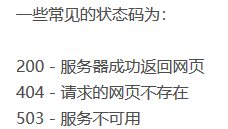 一些常见的状态码为：
200 - 服务器成功返回网页
404 - 请求的网页不存在
503 - 服务不可用